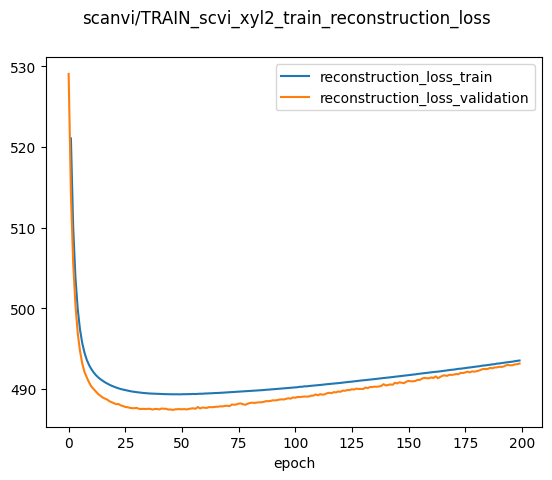 scanvi/TRAIN_scvi_xyl2_train_reconstruction_loss
530
520
510
500
490
reconstruction_loss_train
reconstruction_loss_validation
0 25 50 75 100 125 150 175 200
epoch